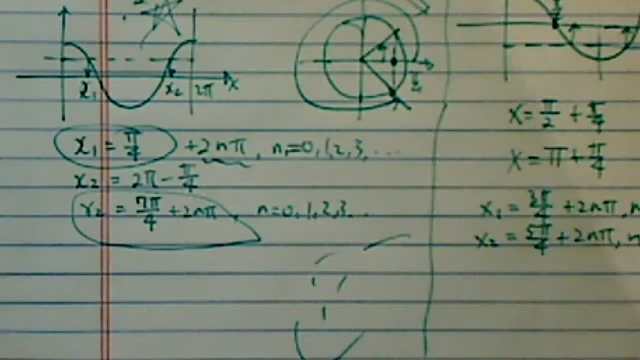 x₁ x₂ 2π x
x₁ = π/4 + 2nπ, n=0,1,2,3,...
x₂ = 2π - π/4
x₂ = 7π/4 + 2nπ, n=0,1,2,3...
x = π/2 + π/4
x = π + π/4
x₁ = 3π/4 + 2nπ, n
x₂ = 5π/4 + 2nπ, n